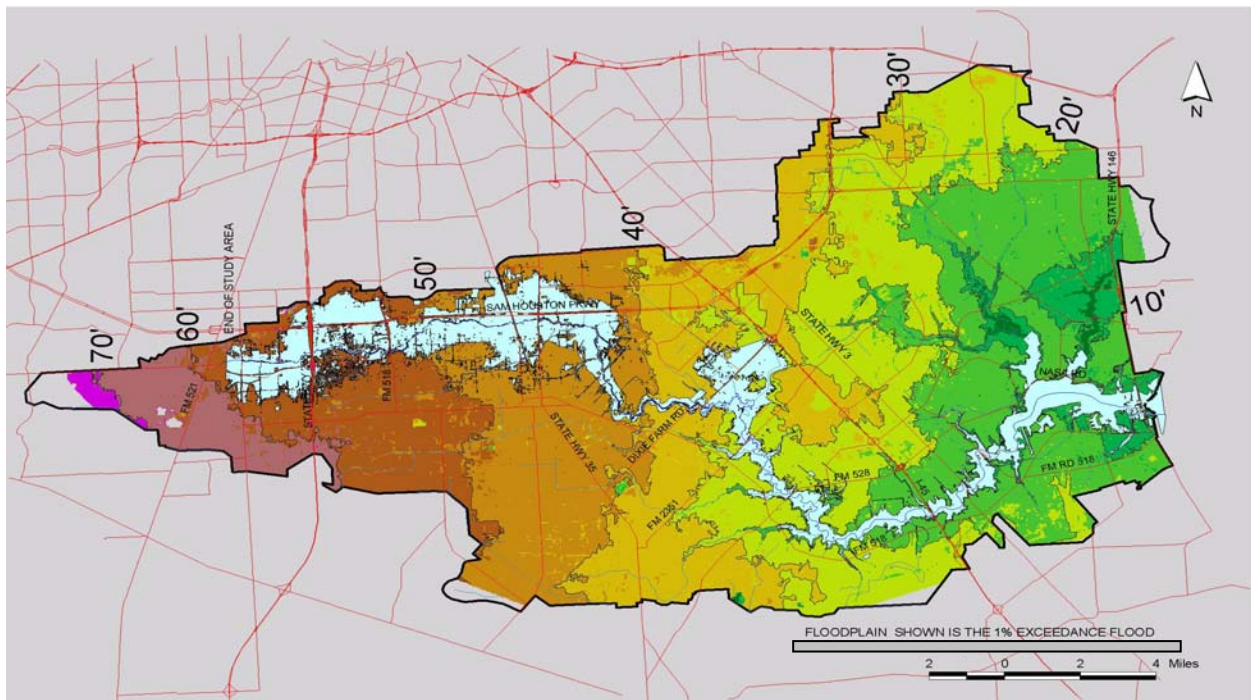 30'
20'
N
STATE HWY 146
40'
END OF STUDY AREA
50'
60'
10'
SAM HOUSTON PKWY
70'
STATE HWY 3
NASA RD
FM 521
FM 518
STATE
STATE HWY 35
DIXIE FARM RD
FM 528
FM RD 518
FM 2351
FM 518
FLOODPLAIN SHOWN IS THE 1% EXCEEDANCE FLOOD
2 0 2 4 Miles